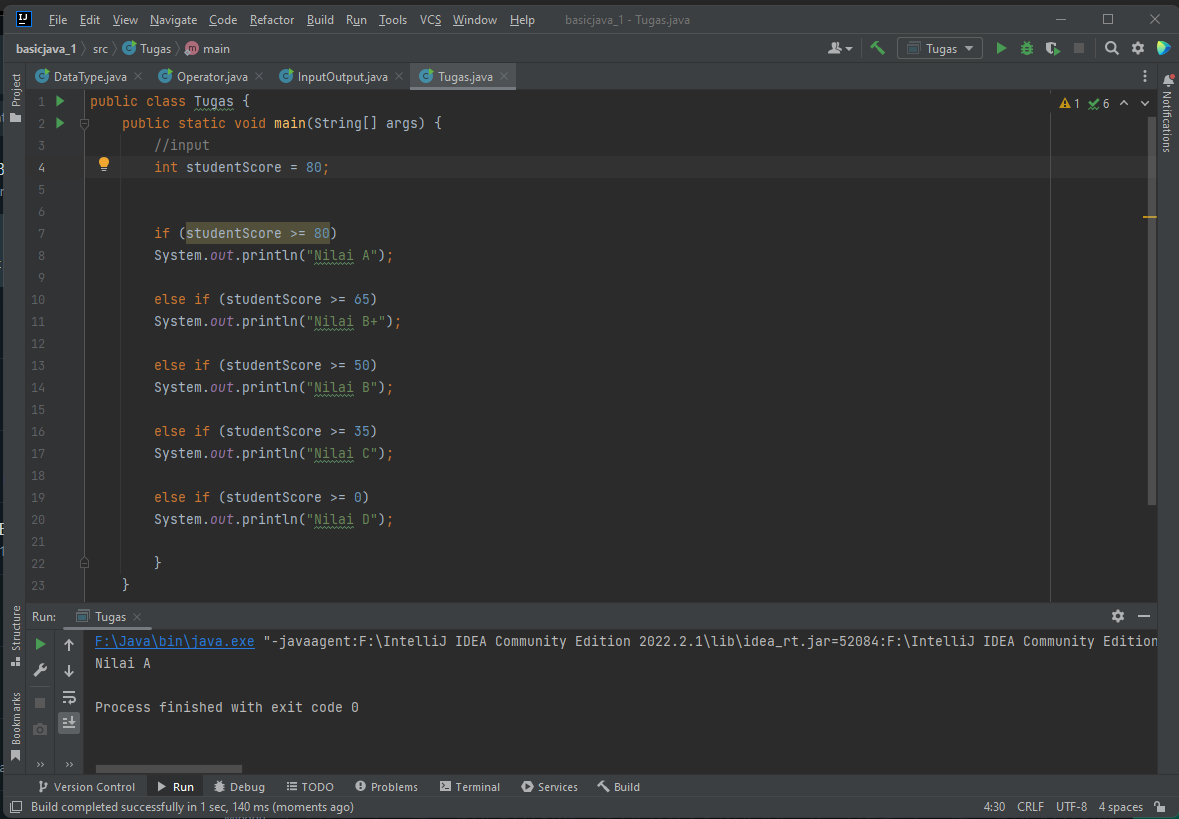 File Edit View Navigate Code Refactor Build Run Tools VCS Window Help basicjava_1 - Tugas.java
basicjava_1 src Tugas main Tugas
DataType.java Operator.java InputOutput.java Tugas.java
Project
Notifications
1 6
1 public class Tugas {
2 public static void main(String[] args) {
3 //input
4 int studentScore = 80;
5
6
7 if (studentScore >= 80)
8 System.out.println("Nilai A");
9
10 else if (studentScore >= 65)
11 System.out.println("Nilai B+");
12
13 else if (studentScore >= 50)
14 System.out.println("Nilai B");
15
16 else if (studentScore >= 35)
17 System.out.println("Nilai C");
18
19 else if (studentScore >= 0)
20 System.out.println("Nilai D");
21
22 }
23 }
Structure
Bookmarks
Run: Tugas
F:\Java\bin\java.exe "-javaagent:F:\IntelliJ IDEA Community Edition 2022.2.1\lib\idea_rt.jar=52084:F:\IntelliJ IDEA Community Edition
Nilai A
Process finished with exit code 0
Version Control Run Debug TODO Problems Terminal Services Build
Build completed successfully in 1 sec, 140 ms (moments ago) 4:30 CRLF UTF-8 4 spaces